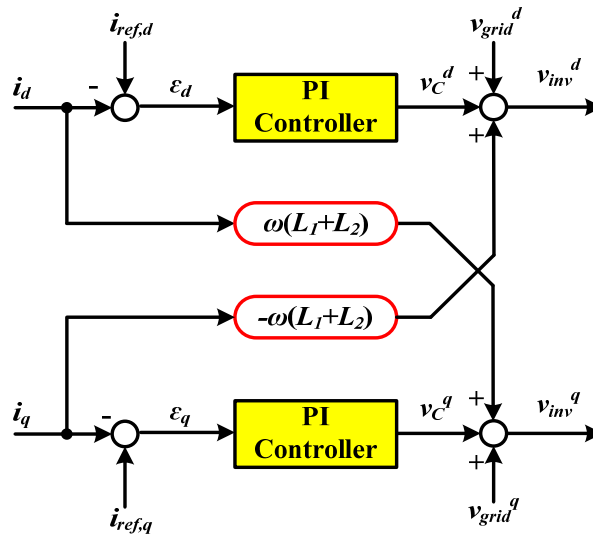 i_ref,d
v_grid^d
i_d
-
ε_d
PI
Controller
v_C^d
+
+
v_inv^d
ω(L_1+L_2)
-ω(L_1+L_2)
i_q
-
ε_q
PI
Controller
v_C^q
+
+
v_inv^q
i_ref,q
v_grid^q